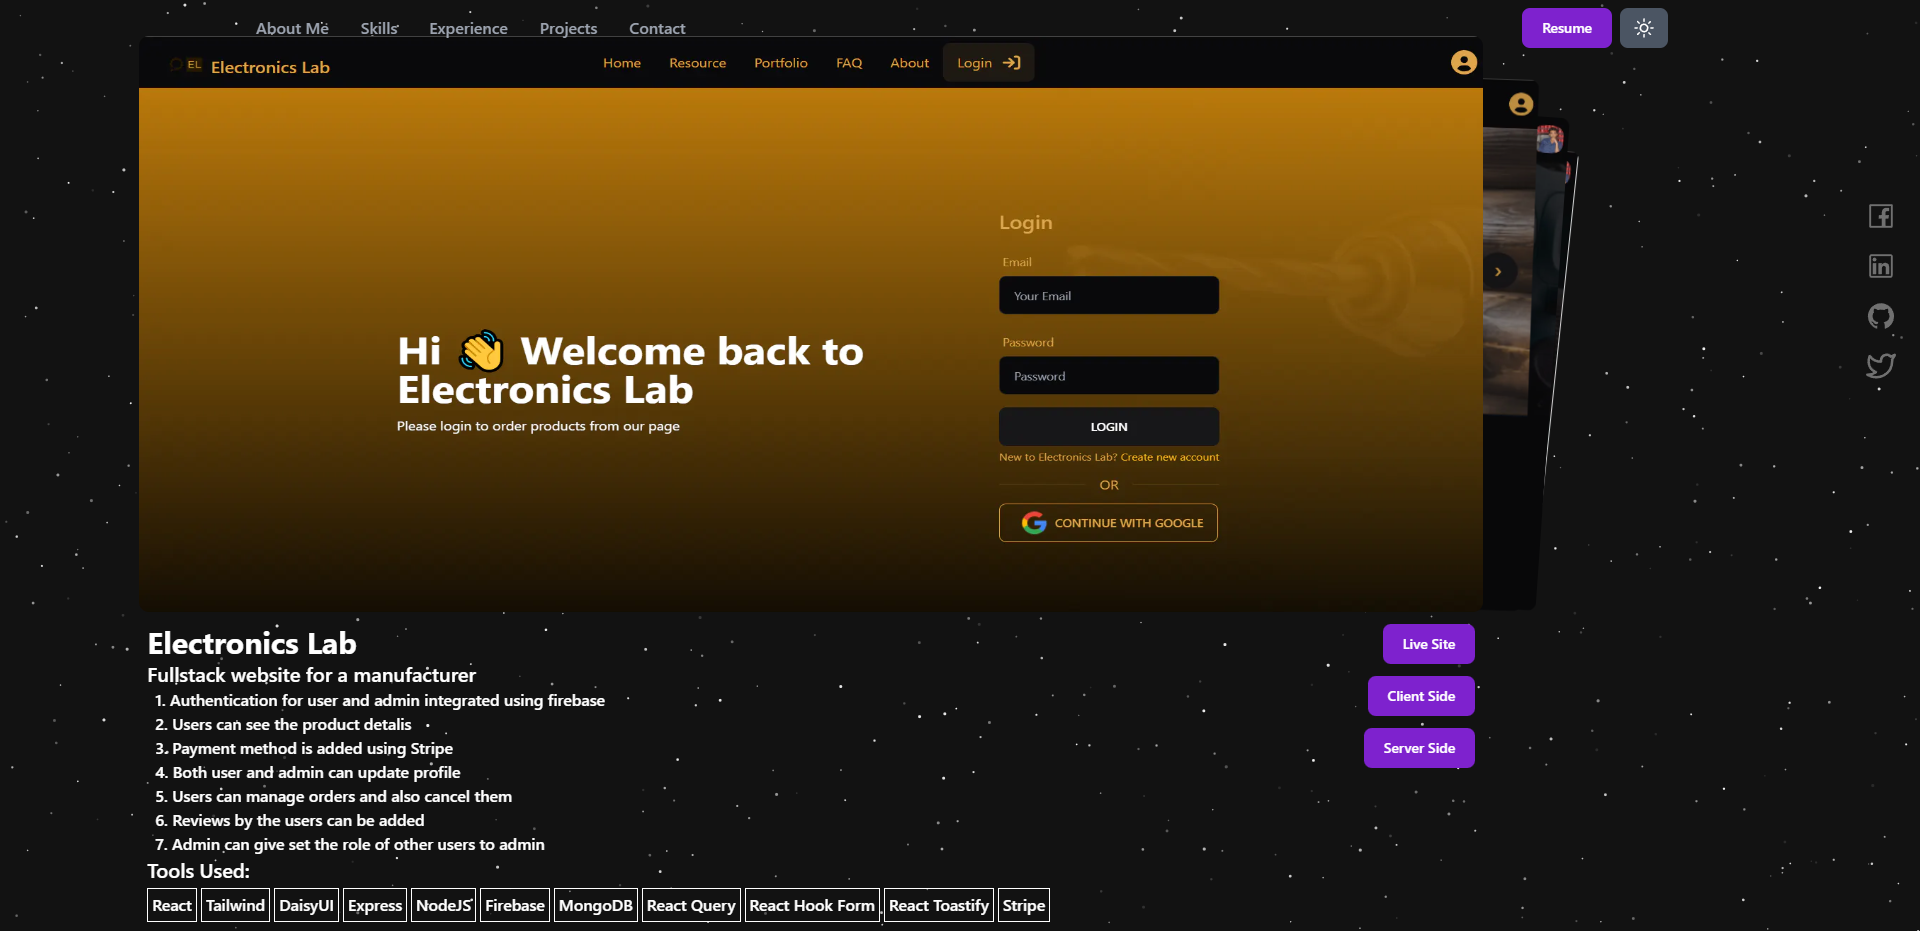 About Me Skills Experience Projects Contact Resume
EL Electronics Lab Home Resource Portfolio FAQ About Login
Login
Email
Your Email
Password
Password
LOGIN
New to Electronics Lab? Create new account
OR
CONTINUE WITH GOOGLE
Hi 👋 Welcome back to
Electronics Lab
Please login to order products from our page
Electronics Lab
Fullstack website for a manufacturer
1. Authentication for user and admin integrated using firebase
2. Users can see the product detalis
3. Payment method is added using Stripe
4. Both user and admin can update profile
5. Users can manage orders and also cancel them
6. Reviews by the users can be added
7. Admin can give set the role of other users to admin
Live Site
Client Side
Server Side
Tools Used:
React Tailwind DaisyUI Express NodeJS Firebase MongoDB React Query React Hook Form React Toastify Stripe